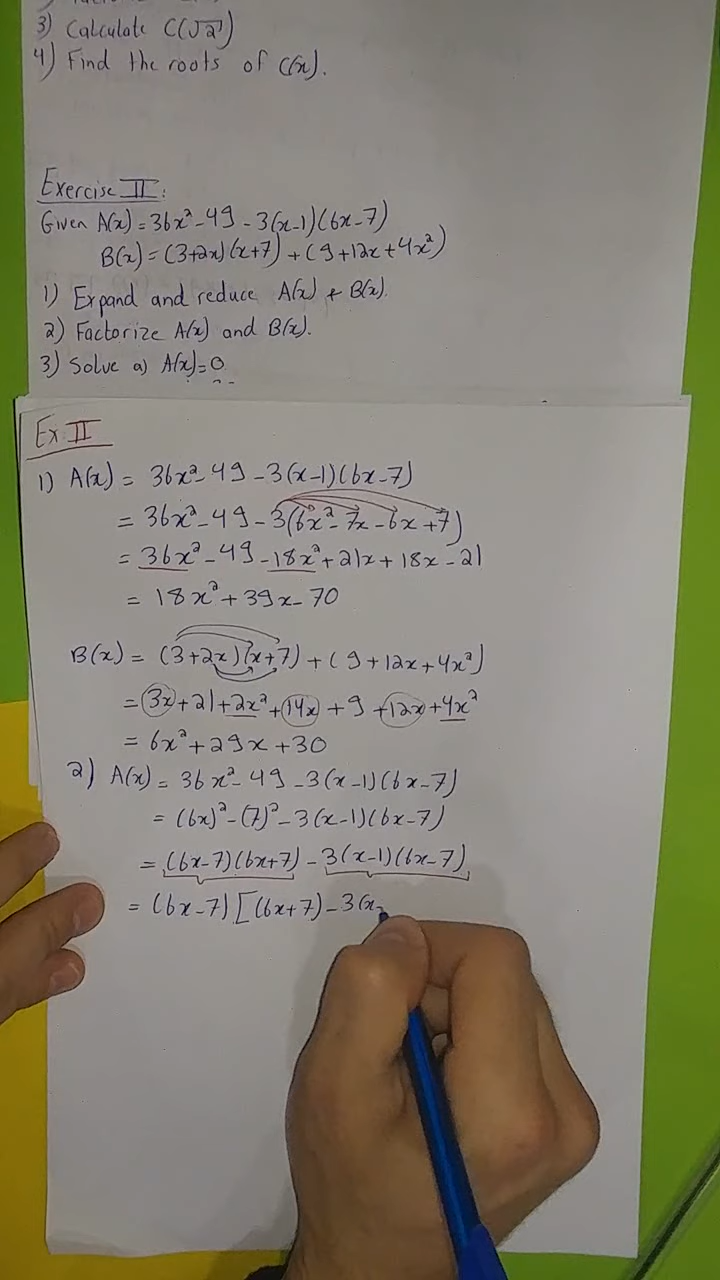 3) Calculate C(√2)
4) Find the roots of C(x).
Exercise II:
Given A(x) = 36x² - 49 - 3(x-1)(6x-7)
B(x) = (3+2x)(x+7) + (9+12x+4x²)
1) Expand and reduce A(x) + B(x).
2) Factorize A(x) and B(x).
3) Solve a) A(x)=0
Ex II
1) A(x) = 36x² - 49 - 3(x-1)(6x-7)
= 36x² - 49 - 3(6x² - 7x - 6x + 7)
= 36x² - 49 - 18x² + 21x + 18x - 21
= 18x² + 39x - 70
B(x) = (3+2x)(x+7) + (9+12x+4x²)
= 3x + 21 + 2x² + 14x + 9 + 12x + 4x²
= 6x² + 29x + 30
2) A(x) = 36x² - 49 - 3(x-1)(6x-7)
= (6x)² - (7)² - 3(x-1)(6x-7)
= (6x-7)(6x+7) - 3(x-1)(6x-7)
= (6x-7)[(6x+7) - 3(x-